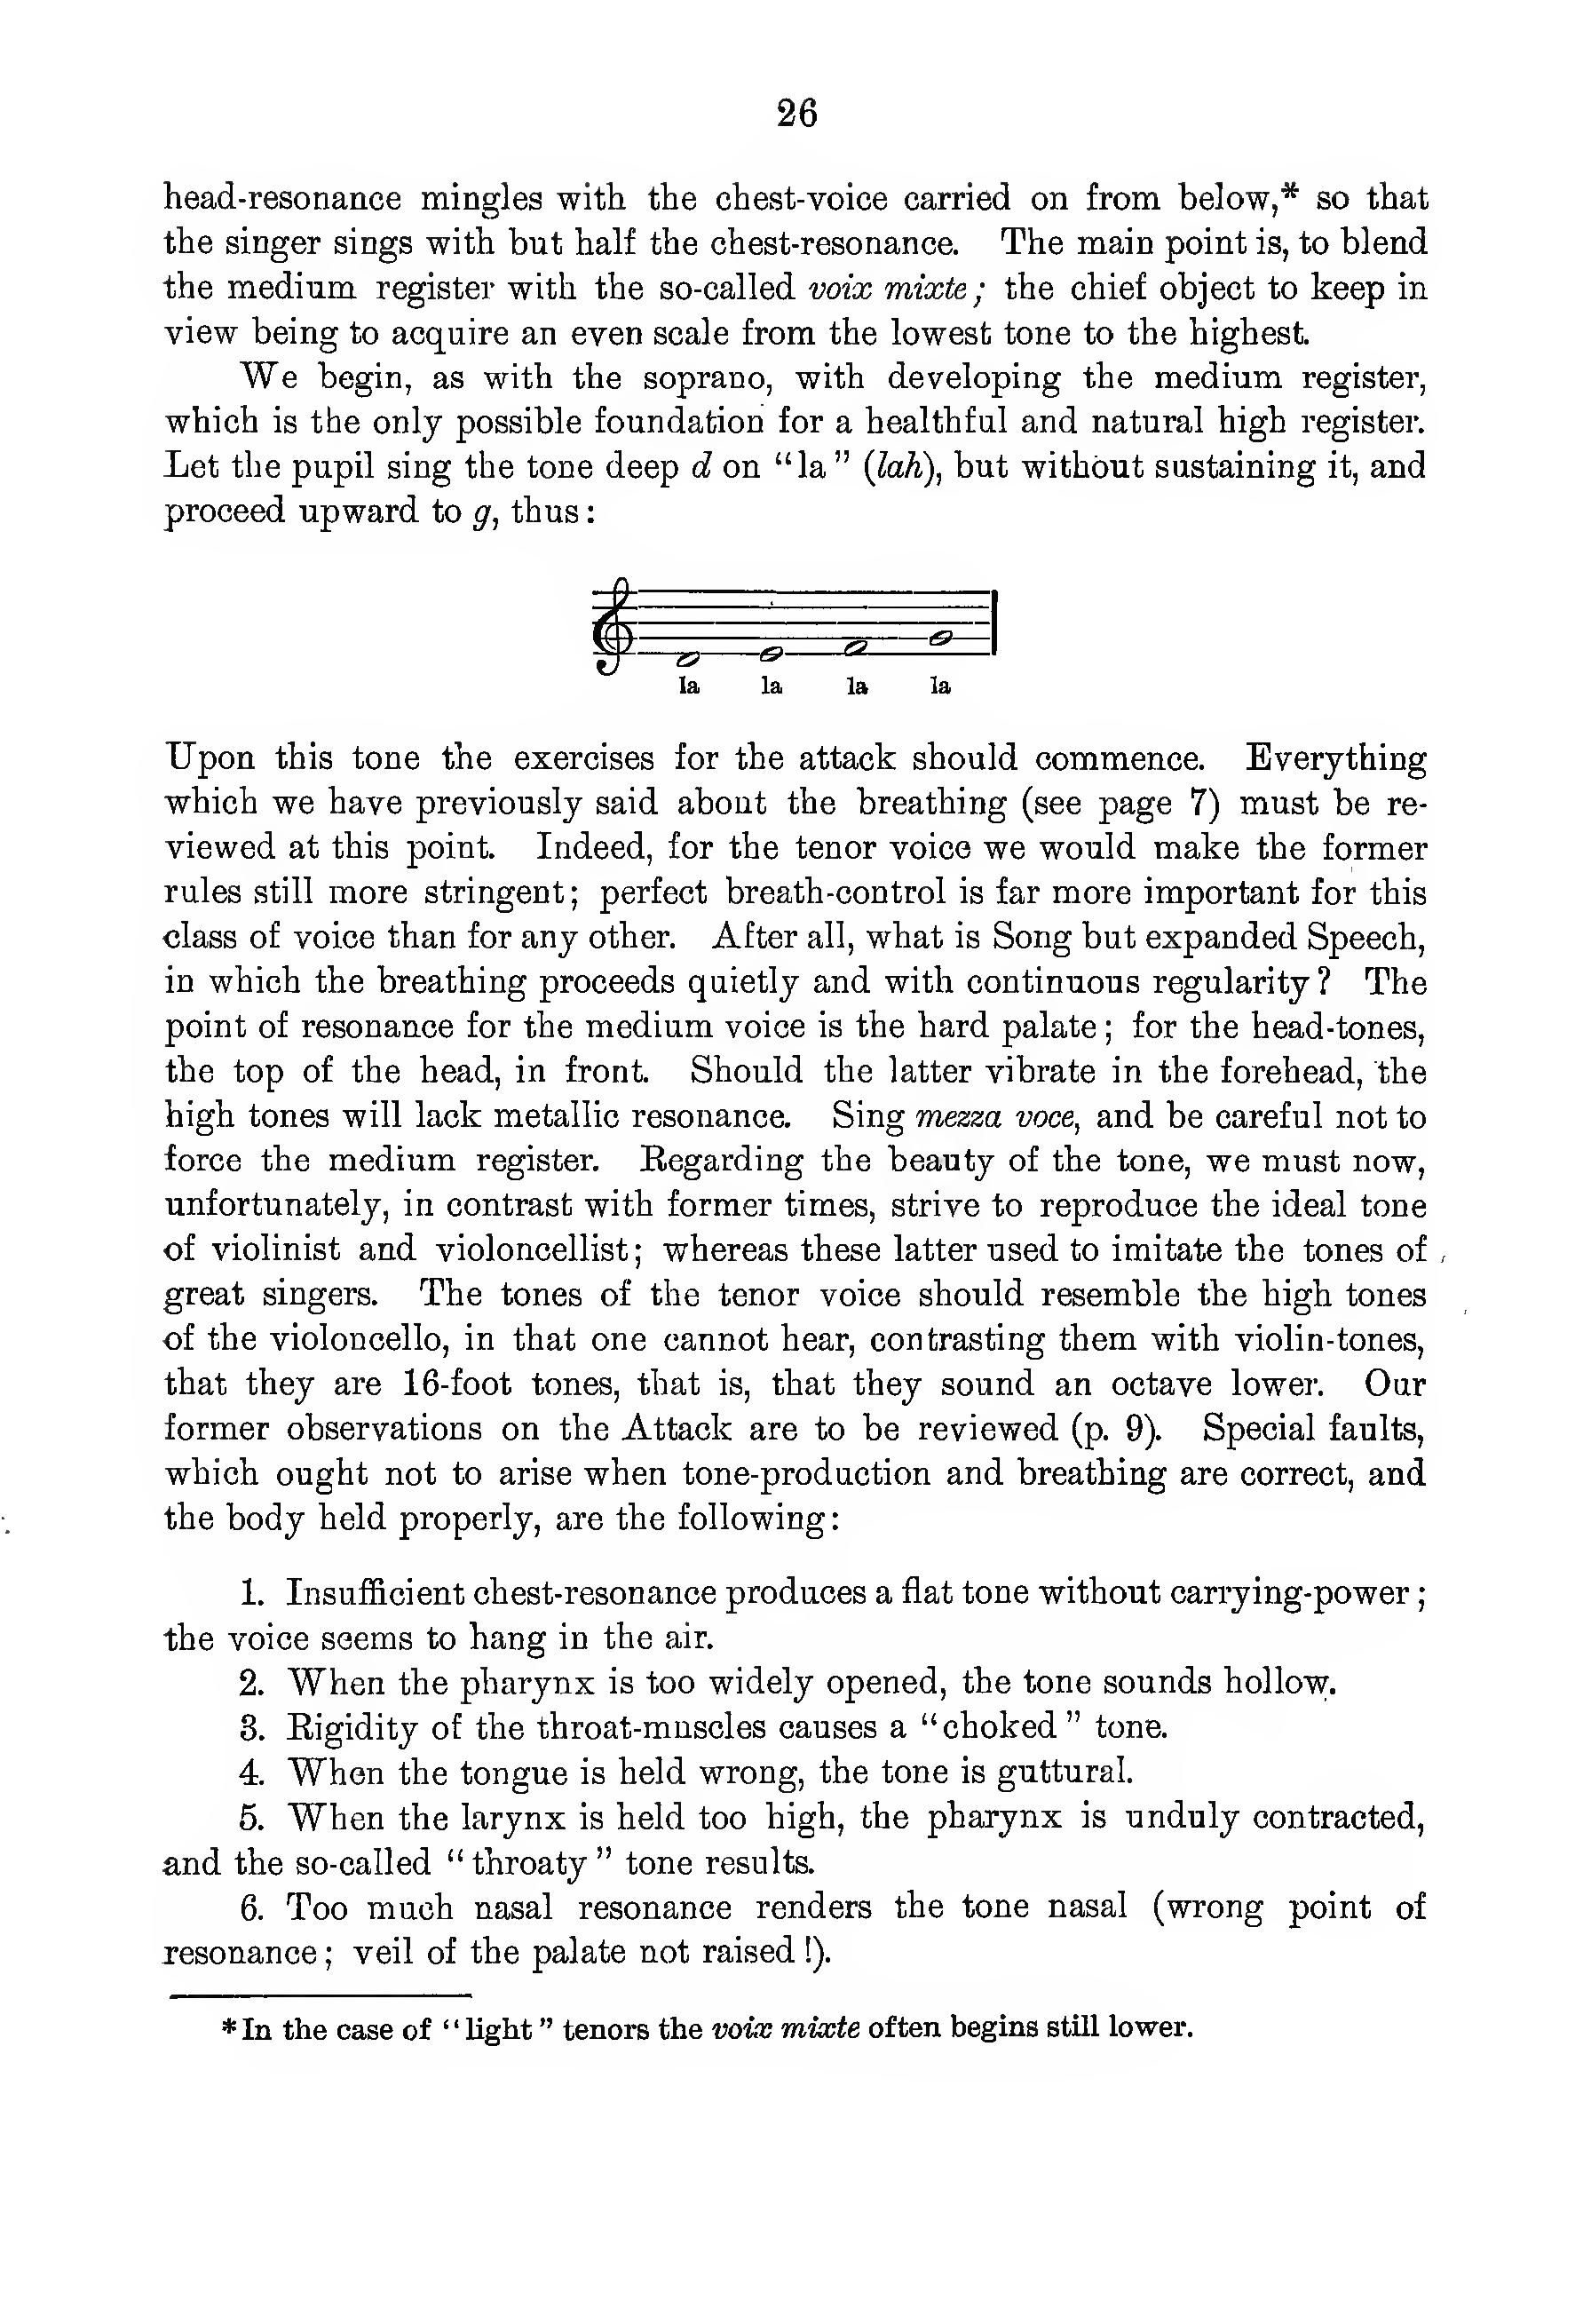 26
head-resonance mingles with the chest-voice carried on from below,* so that
the singer sings with but half the chest-resonance. The main point is, to blend
the medium register with the so-called voix mixte; the chief object to keep in
view being to acquire an even scale from the lowest tone to the highest.
We begin, as with the soprano, with developing the medium register,
which is the only possible foundation for a healthful and natural high register.
Let the pupil sing the tone deep d on “la” (lah), but without sustaining it, and
proceed upward to g, thus:
la la la la
Upon this tone the exercises for the attack should commence. Everything
which we have previously said about the breathing (see page 7) must be re-
viewed at this point. Indeed, for the tenor voice we would make the former
rules still more stringent; perfect breath-control is far more important for this
class of voice than for any other. After all, what is Song but expanded Speech,
in which the breathing proceeds quietly and with continuous regularity? The
point of resonance for the medium voice is the hard palate; for the head-tones,
the top of the head, in front. Should the latter vibrate in the forehead, the
high tones will lack metallic resonance. Sing mezza voce, and be careful not to
force the medium register. Regarding the beauty of the tone, we must now,
unfortunately, in contrast with former times, strive to reproduce the ideal tone
of violinist and violoncellist; whereas these latter used to imitate the tones of
great singers. The tones of the tenor voice should resemble the high tones
of the violoncello, in that one cannot hear, contrasting them with violin-tones,
that they are 16-foot tones, that is, that they sound an octave lower. Our
former observations on the Attack are to be reviewed (p. 9). Special faults,
which ought not to arise when tone-production and breathing are correct, and
the body held properly, are the following:
1. Insufficient chest-resonance produces a flat tone without carrying-power;
the voice seems to hang in the air.
2. When the pharynx is too widely opened, the tone sounds hollow.
3. Rigidity of the throat-muscles causes a “choked” tone.
4. When the tongue is held wrong, the tone is guttural.
5. When the larynx is held too high, the pharynx is unduly contracted,
and the so-called “throaty” tone results.
6. Too much nasal resonance renders the tone nasal (wrong point of
resonance; veil of the palate not raised!).
*In the case of “light” tenors the voix mixte often begins still lower.